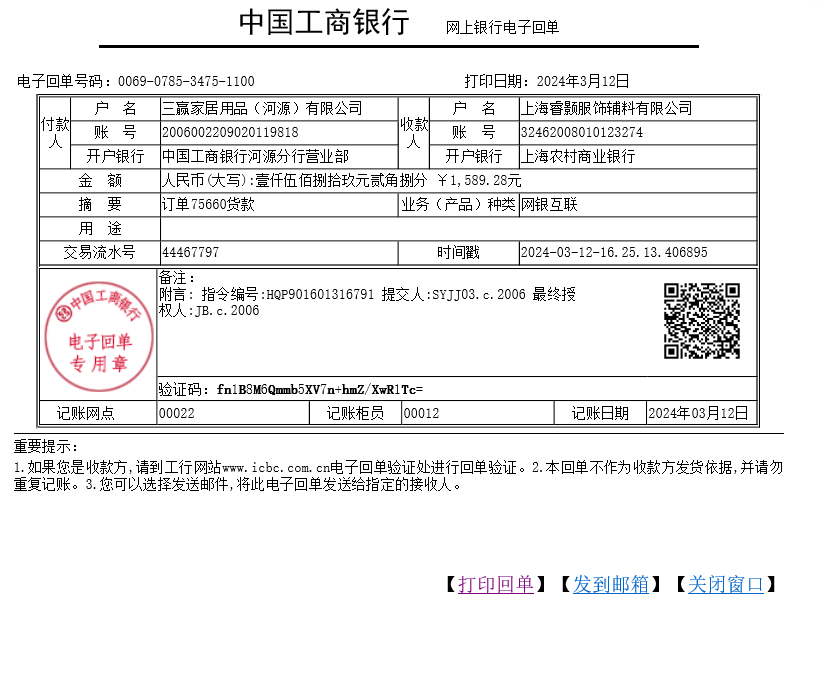 中国工商银行 网上银行电子回单
电子回单号码：0069-0785-3475-1100 打印日期：2024年3月12日
付款人 户 名 三赢家居用品（河源）有限公司 收款人 户 名 上海睿颢服饰辅料有限公司
账 号 2006002209020119818 账 号 32462008010123274
开户银行 中国工商银行河源分行营业部 开户银行 上海农村商业银行
金 额 人民币(大写):壹仟伍佰捌拾玖元贰角捌分 ￥1,589.28元
摘 要 订单75660货款 业务（产品）种类 网银互联
用 途
交易流水号 44467797 时间戳 2024-03-12-16.25.13.406895
中国工商银行
电子回单
专用章
备注：
附言: 指令编号:HQP901601316791 提交人:SYJJ03.c.2006 最终授
权人:JB.c.2006
验证码：fn1B8M6Qmmb5XV7n+hmZ/XwR1Tc=
记账网点 00022 记账柜员 00012 记账日期 2024年03月12日
重要提示：
1.如果您是收款方,请到工行网站www.icbc.com.cn电子回单验证处进行回单验证。2.本回单不作为收款方发货依据,并请勿
重复记账。3.您可以选择发送邮件,将此电子回单发送给指定的接收人。
【打印回单】【发到邮箱】【关闭窗口】